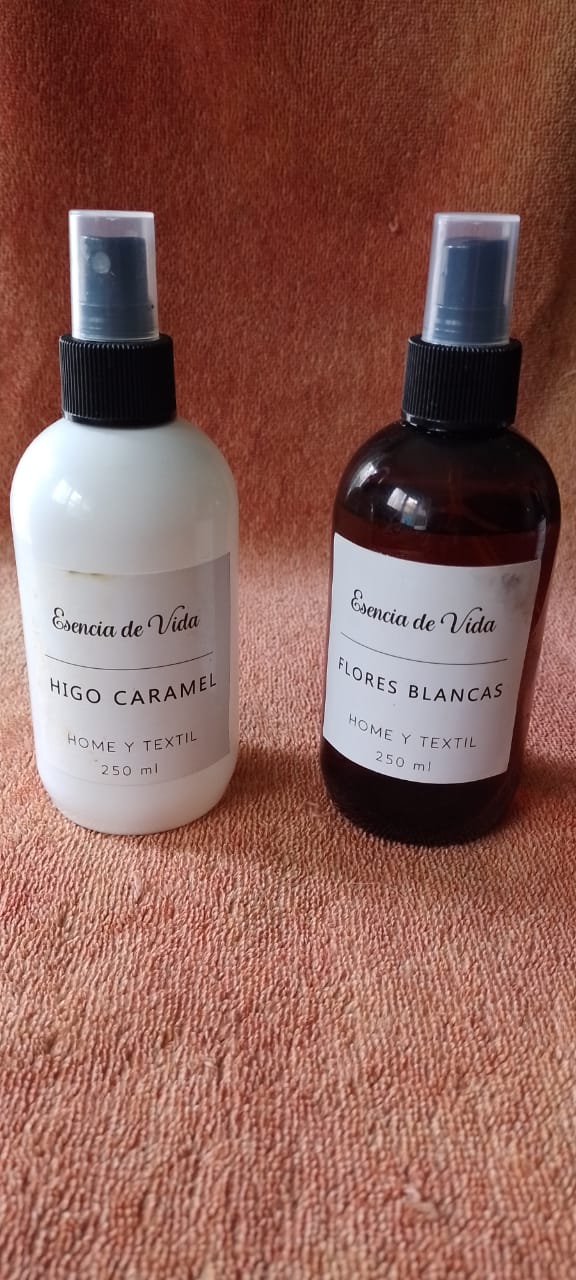 Esencia de Vida
HIGO CARAMEL
HOME Y TEXTIL
250 ml
Esencia de Vida
FLORES BLANCAS
HOME Y TEXTIL
250 ml